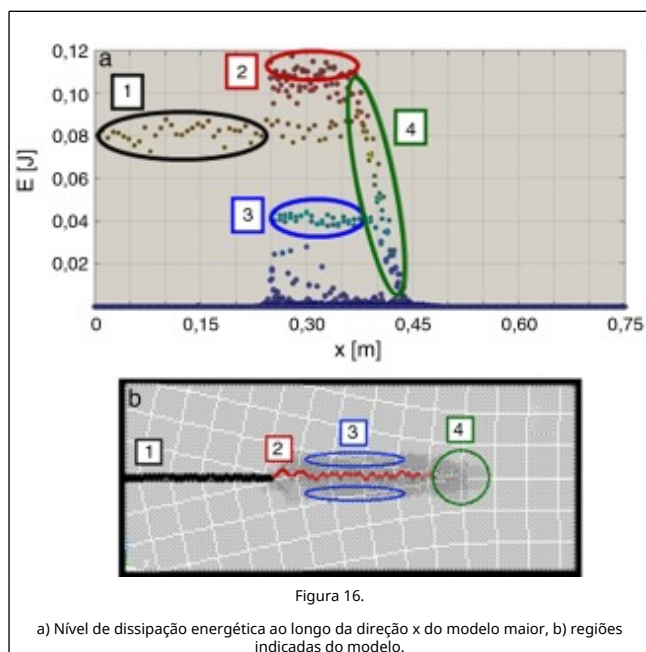 a
0,12
0,10
0,08
0,06
0,04
0,02
E [J]
1
2
3
4
0
0,15
0,30
0,45
0,60
0,75
x [m]
b
1
2
3
4
Figura 16.
a) Nível de dissipação energética ao longo da direção x do modelo maior, b) regiões
indicadas do modelo.